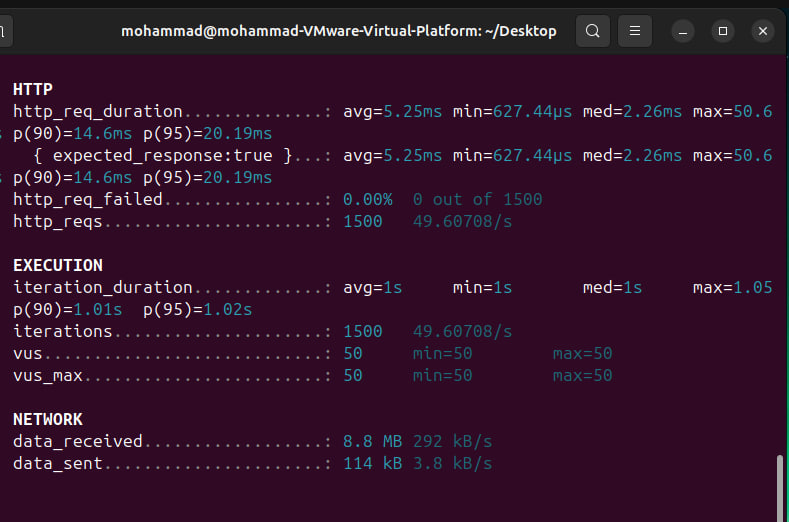 mohammad@mohammad-VMware-Virtual-Platform: ~/Desktop
HTTP
http_req_duration..............: avg=5.25ms min=627.44µs med=2.26ms max=50.6
s p(90)=14.6ms p(95)=20.19ms
{ expected_response:true }...: avg=5.25ms min=627.44µs med=2.26ms max=50.6
s p(90)=14.6ms p(95)=20.19ms
http_req_failed................: 0.00% 0 out of 1500
http_reqs......................: 1500 49.60708/s
EXECUTION
iteration_duration.............: avg=1s min=1s med=1s max=1.05
p(90)=1.01s p(95)=1.02s
iterations.....................: 1500 49.60708/s
vus............................: 50 min=50 max=50
vus_max........................: 50 min=50 max=50
NETWORK
data_received..................: 8.8 MB 292 kB/s
data_sent......................: 114 kB 3.8 kB/s